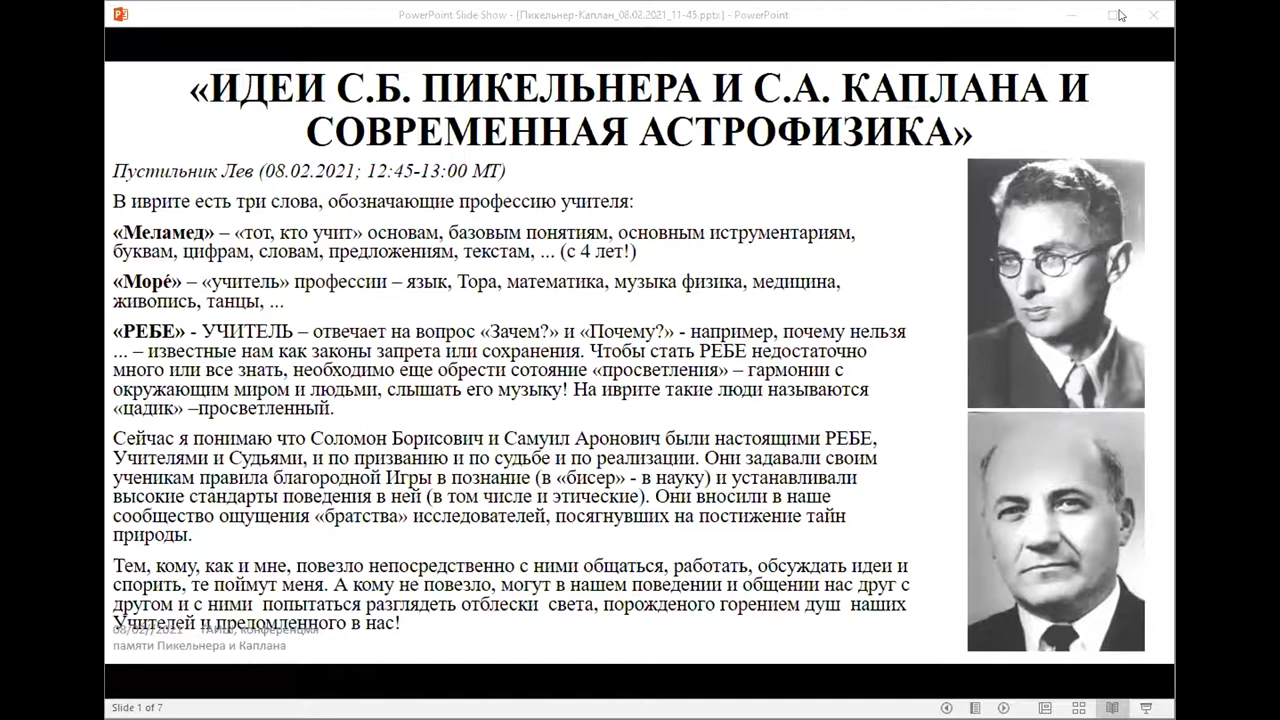 PowerPoint Slide Show - [Пикельнер-Каплан_08.02.2021_11-45.pptx] - PowerPoint
«ИДЕИ С.Б. ПИКЕЛЬНЕРА И С.А. КАПЛАНА И
СОВРЕМЕННАЯ АСТРОФИЗИКА»
Пустильник Лев (08.02.2021; 12:45-13:00 МТ)
В иврите есть три слова, обозначающие профессию учителя:
«Меламед» – «тот, кто учит» основам, базовым понятиям, основным иструментариям,
буквам, цифрам, словам, предложениям, текстам, ... (с 4 лет!)
«Морé» – «учитель» профессии – язык, Тора, математика, музыка физика, медицина,
живопись, танцы, ...
«РЕБЕ» - УЧИТЕЛЬ – отвечает на вопрос «Зачем?» и «Почему?» - например, почему нельзя
... – известные нам как законы запрета или сохранения. Чтобы стать РЕБЕ недостаточно
много или все знать, необходимо еще обрести сотояние «просветления» – гармонии с
окружающим миром и людьми, слышать его музыку! На иврите такие люди называются
«цадик» –просветленный.
Сейчас я понимаю что Соломон Борисович и Самуил Аронович были настоящими РЕБЕ,
Учителями и Судьями, и по призванию и по судьбе и по реализации. Они задавали своим
ученикам правила благородной Игры в познание (в «бисер» - в науку) и устанавливали
высокие стандарты поведения в ней (в том числе и этические). Они вносили в наше
сообщество ощущения «братства» исследователей, посягнувших на постижение тайн
природы.
Тем, кому, как и мне, повезло непосредственно с ними общаться, работать, обсуждать идеи и
спорить, те поймут меня. А кому не повезло, могут в нашем поведении и общении нас друг с
другом и с ними попытаться разглядеть отблески света, порожденого горением душ наших
Учителей и преломленного в нас!
08/02//2021 ГАИШ, конференция
памяти Пикельнера и Каплана
Slide 1 of 7